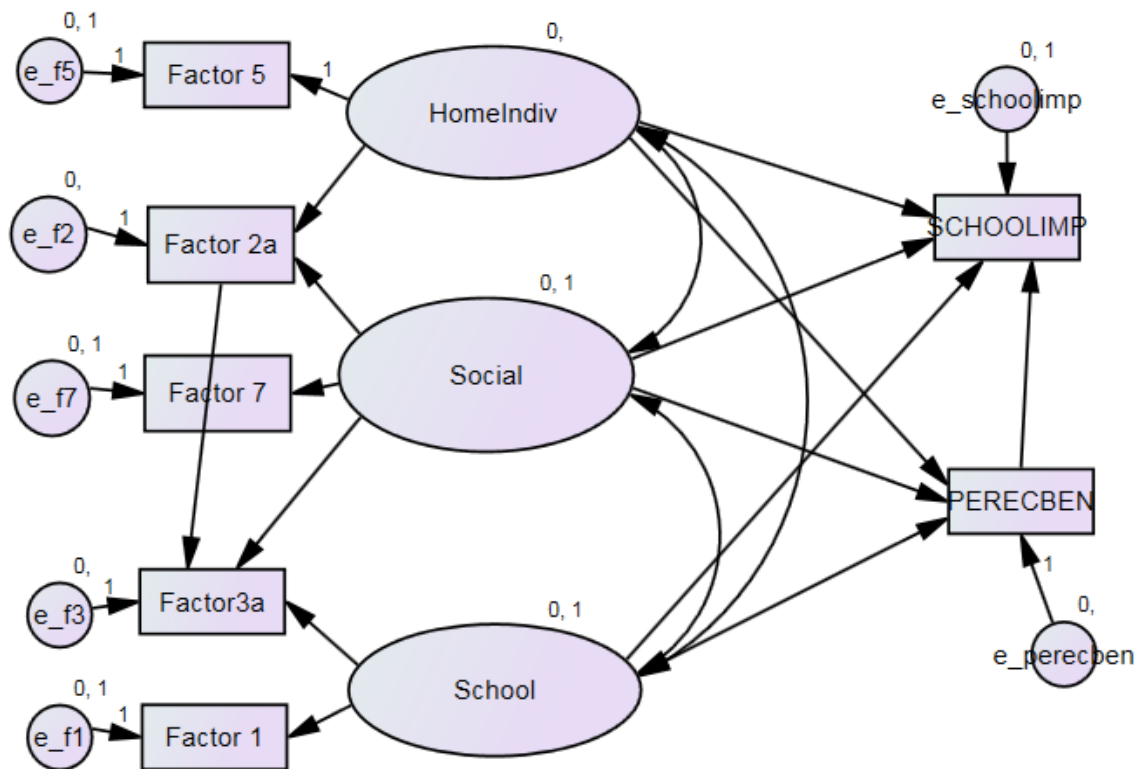 0, 1
e_f5
1
Factor 5
1
0,
HomeIndiv
0, 1
e_schoolimp
0,
e_f2
1
Factor 2a
SCHOOLIMP
0, 1
e_f7
1
Factor 7
0, 1
Social
PERECBEN
1
0,
e_perecben
0,
e_f3
1
Factor3a
0, 1
School
0, 1
e_f1
1
Factor 1